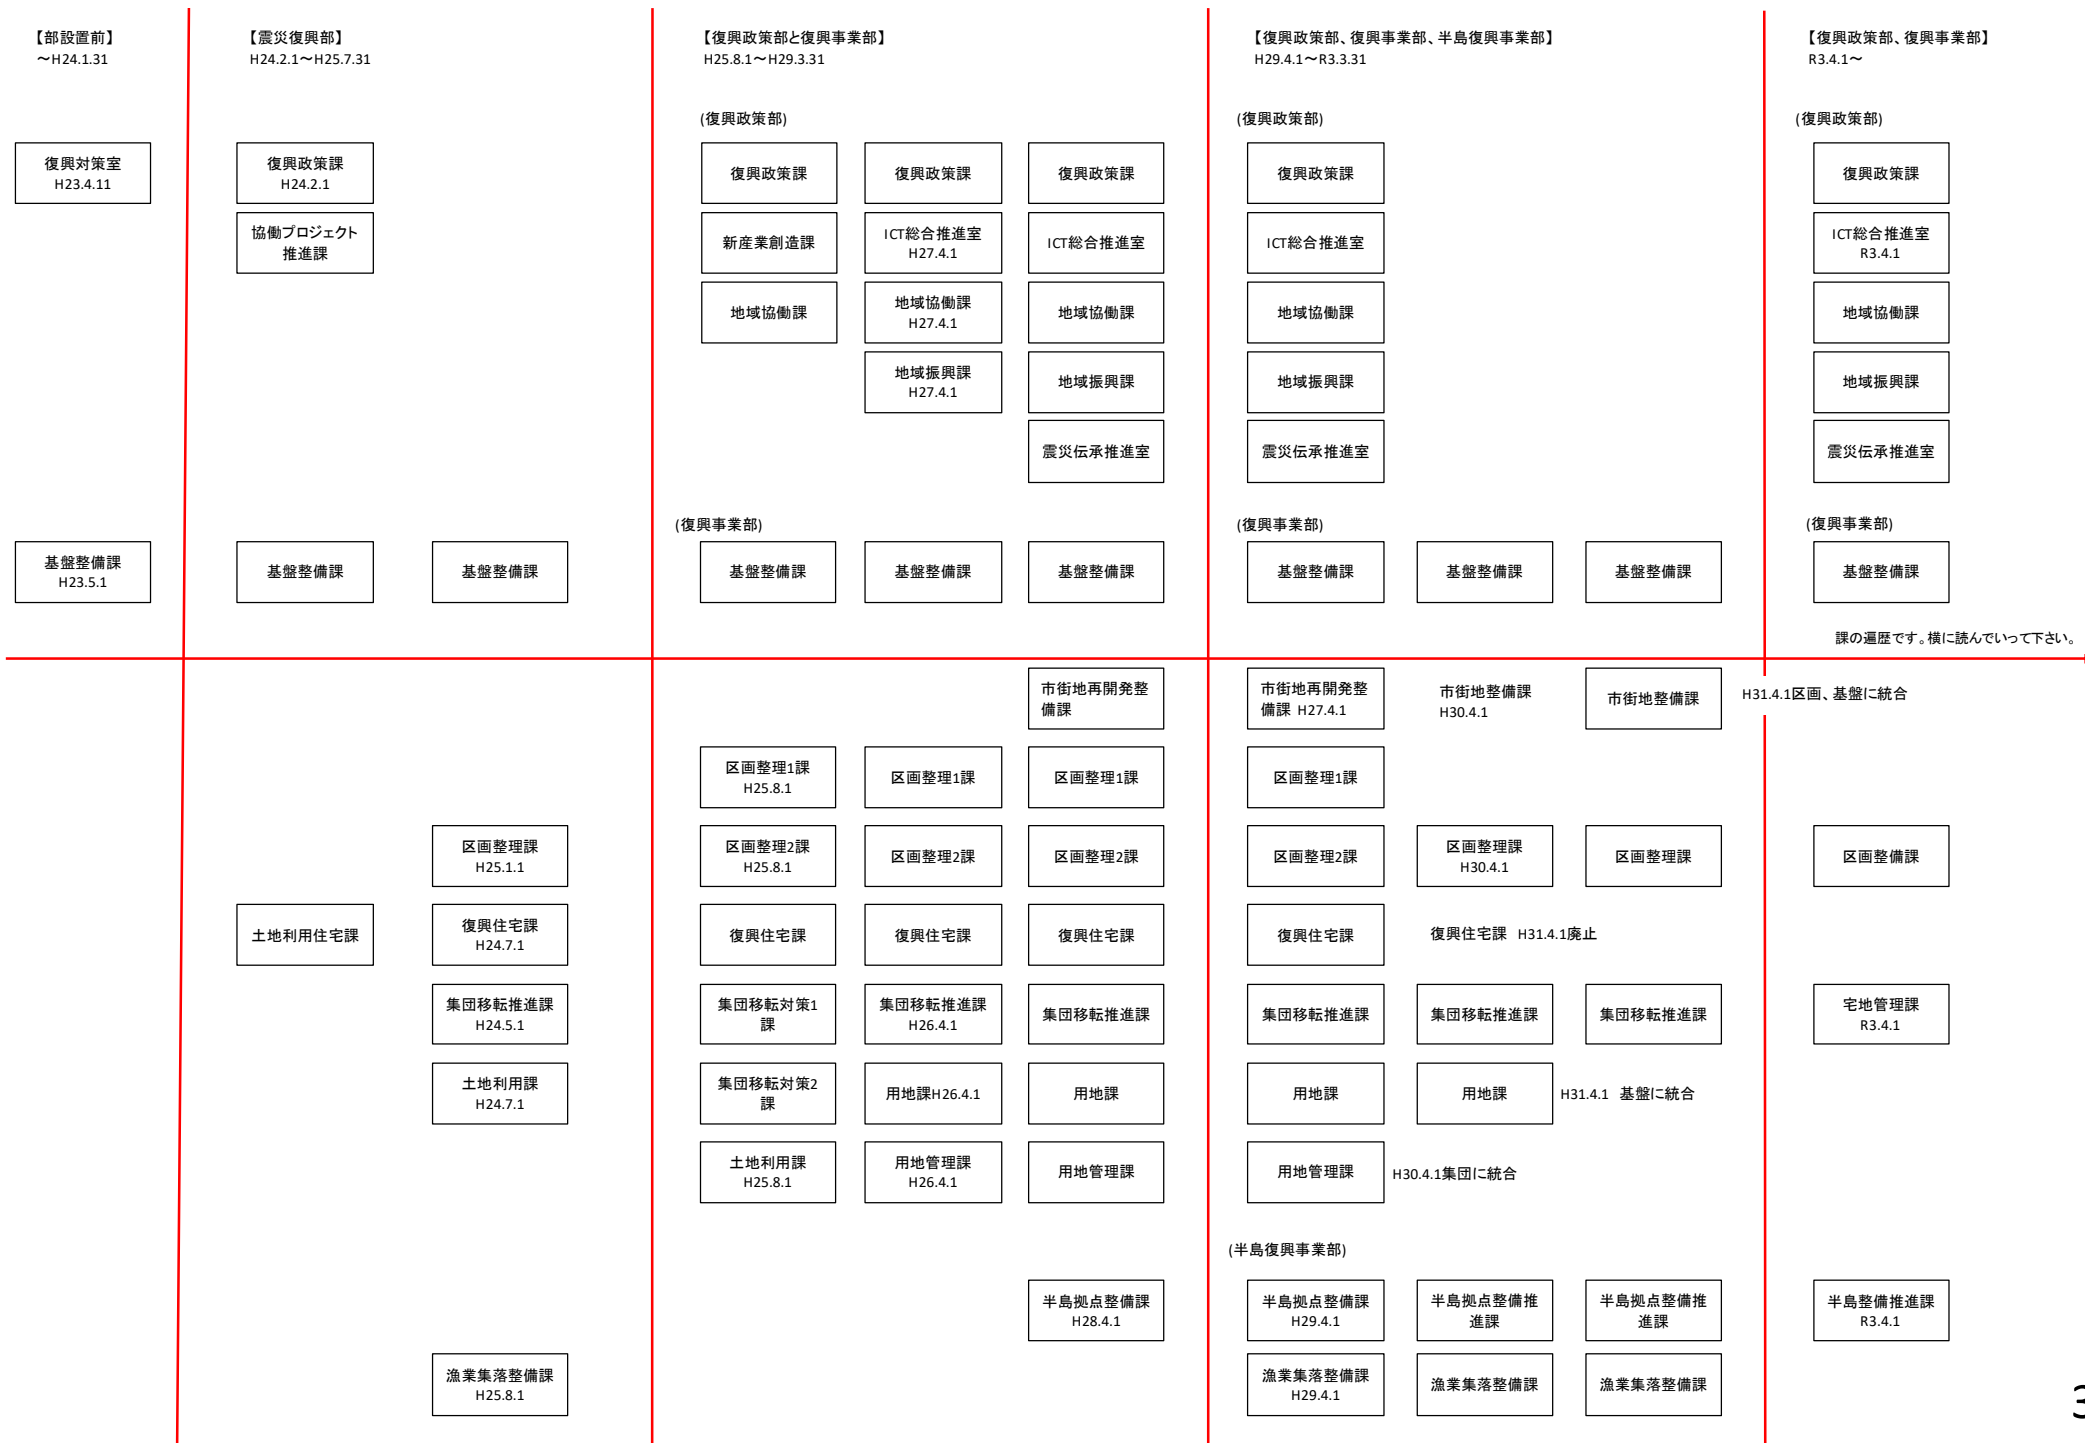 【部設置前】
～H24.1.31
【震災復興部】
H24.2.1～H25.7.31
【復興政策部と復興事業部】
H25.8.1～H29.3.31
【復興政策部、復興事業部、半島復興事業部】
H29.4.1～R3.3.31
【復興政策部、復興事業部】
R3.4.1～
(復興政策部)
(復興政策部)
(復興政策部)
復興対策室
H23.4.11
復興政策課
H24.2.1
復興政策課
復興政策課
復興政策課
復興政策課
復興政策課
協働プロジェクト
推進課
新産業創造課
ICT総合推進室
H27.4.1
ICT総合推進室
ICT総合推進室
ICT総合推進室
R3.4.1
地域協働課
地域協働課
H27.4.1
地域協働課
地域協働課
地域協働課
地域振興課
H27.4.1
地域振興課
地域振興課
地域振興課
震災伝承推進室
震災伝承推進室
震災伝承推進室
(復興事業部)
(復興事業部)
(復興事業部)
基盤整備課
H23.5.1
基盤整備課
基盤整備課
基盤整備課
基盤整備課
基盤整備課
基盤整備課
基盤整備課
基盤整備課
基盤整備課
課の遍歴です。横に読んでいって下さい。
市街地再開発整
備課
市街地再開発整
備課 H27.4.1
市街地整備課
H30.4.1
市街地整備課
H31.4.1区画、基盤に統合
区画整理1課
H25.8.1
区画整理1課
区画整理1課
区画整理1課
区画整理課
H25.1.1
区画整理2課
H25.8.1
区画整理2課
区画整理2課
区画整理2課
区画整理課
H30.4.1
区画整理課
区画整備課
土地利用住宅課
復興住宅課
H24.7.1
復興住宅課
復興住宅課
復興住宅課
復興住宅課
復興住宅課 H31.4.1廃止
集団移転推進課
H24.5.1
集団移転対策1
課
集団移転推進課
H26.4.1
集団移転推進課
集団移転推進課
集団移転推進課
集団移転推進課
宅地管理課
R3.4.1
土地利用課
H24.7.1
集団移転対策2
課
用地課H26.4.1
用地課
用地課
用地課
H31.4.1 基盤に統合
土地利用課
H25.8.1
用地管理課
H26.4.1
用地管理課
用地管理課
H30.4.1集団に統合
(半島復興事業部)
半島拠点整備課
H28.4.1
半島拠点整備課
H29.4.1
半島拠点整備推
進課
半島拠点整備推
進課
半島整備推進課
R3.4.1
漁業集落整備課
H25.8.1
漁業集落整備課
H29.4.1
漁業集落整備課
漁業集落整備課
3